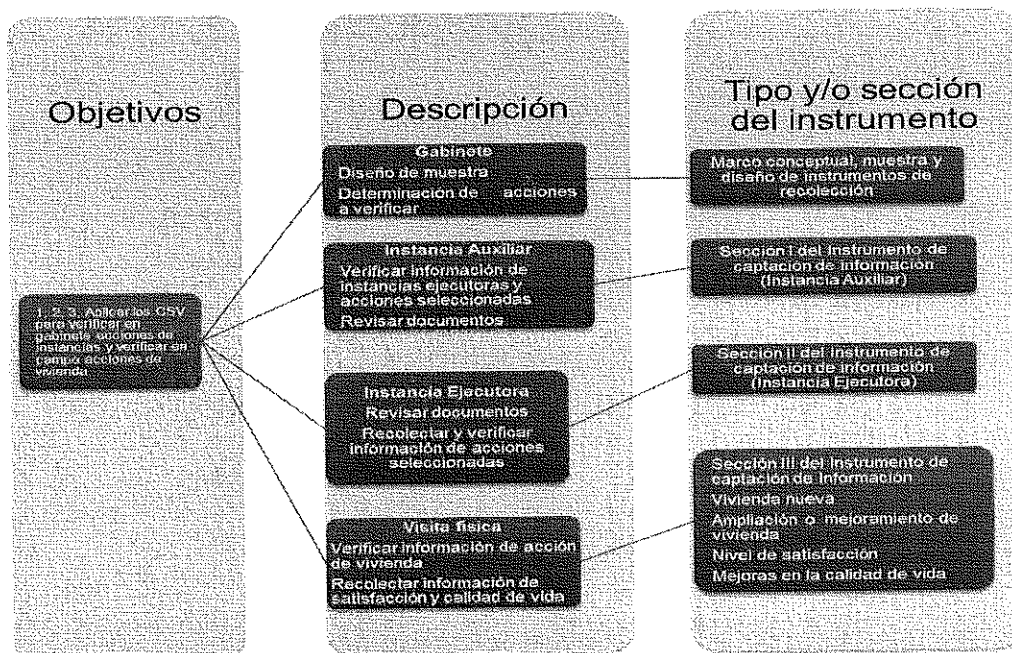 Objetivos
Descripción
Tipo y/o sección
del instrumento
1, 2, 3. Aplicar los CSV
para verificar en
gabinete acciones de
instancias y verificar en
campo acciones de
vivienda
Gabinete
Diseño de muestra
Determinación de acciones
a verificar
Instancia Auxiliar
Verificar información de
instancias ejecutoras y
acciones seleccionadas
Revisar documentos
Instancia Ejecutora
Revisar documentos
Recolectar y verificar
información de acciones
seleccionadas
Visita física
Verificar información de acción
de vivienda
Recolectar información de
satisfacción y calidad de vida
Marco conceptual, muestra y
diseño de instrumentos de
recolección
Sección I del Instrumento de
captación de información
(Instancia Auxiliar)
Sección II del Instrumento de
captación de información
(Instancia Ejecutora)
Sección III del Instrumento de
captación de información
Vivienda nueva
Ampliación o mejoramiento de
vivienda
Nivel de satisfacción
Mejoras en la calidad de vida